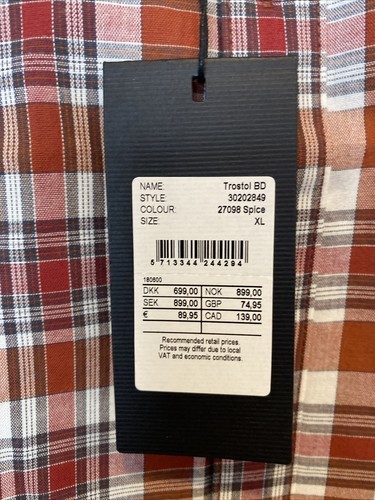 NAME: Trostol BD
STYLE: 30202849
COLOUR: 27098 Spice
SIZE: XL
5 713344 244294
180600
DKK 699,00 NOK 899,00
SEK 899,00 GBP 74,95
€ 89,95 CAD 139,00
Recommended retail prices.
Prices may differ due to local
VAT and economic conditions.